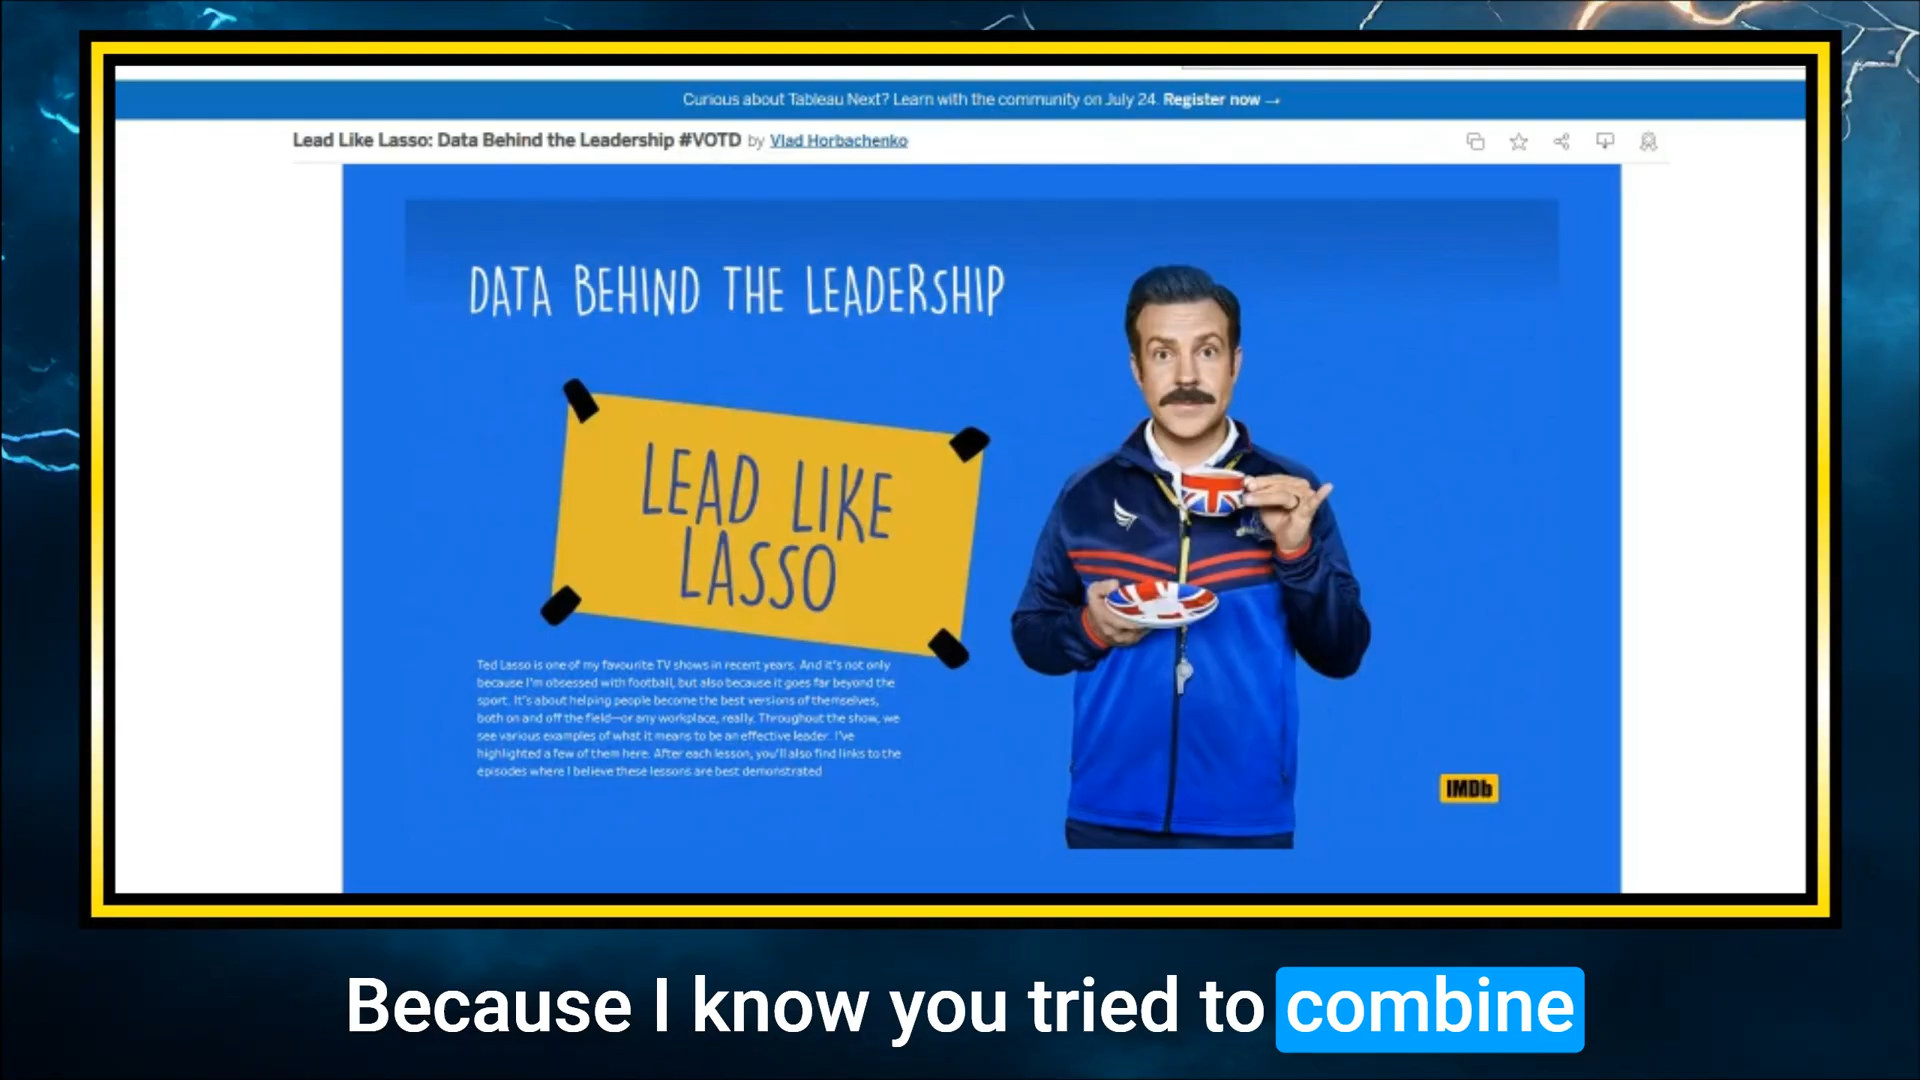 Curious about Tableau Next? Learn with the community on July 24. Register now →
Lead Like Lasso: Data Behind the Leadership #VOTD by Vlad Horbachenko
DATA BEHIND THE LEADERSHIP
LEAD LIKE
LASSO
Ted Lasso is one of my favourite TV shows in recent years. And it's not only
because I'm obsessed with football, but also because it goes far beyond the
sport. It's about helping people become the best versions of themselves,
both on and off the field—or any workplace, really. Throughout the show, we
see various examples of what it means to be an effective leader. I've
highlighted a few of them here. After each lesson, you'll also find links to the
episodes where I believe these lessons are best demonstrated
IMDb
Because I know you tried to combine